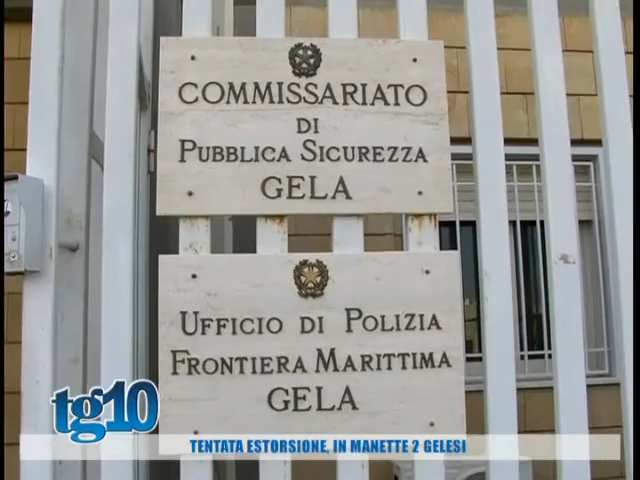 COMMISSARIATO
DI
PUBBLICA SICUREZZA
GELA
UFFICIO DI POLIZIA
FRONTIERA MARITTIMA
GELA
tg10
TENTATA ESTORSIONE, IN MANETTE 2 GELESI